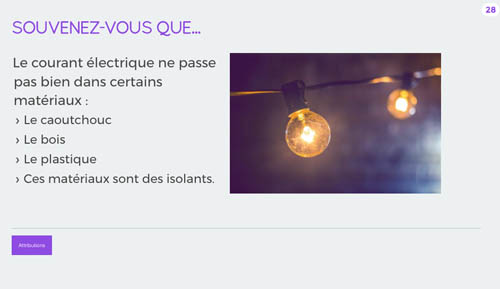 28
SOUVENEZ-VOUS QUE...
Le courant électrique ne passe
pas bien dans certains
matériaux :
› Le caoutchouc
› Le bois
› Le plastique
› Ces matériaux sont des isolants.
Attributions